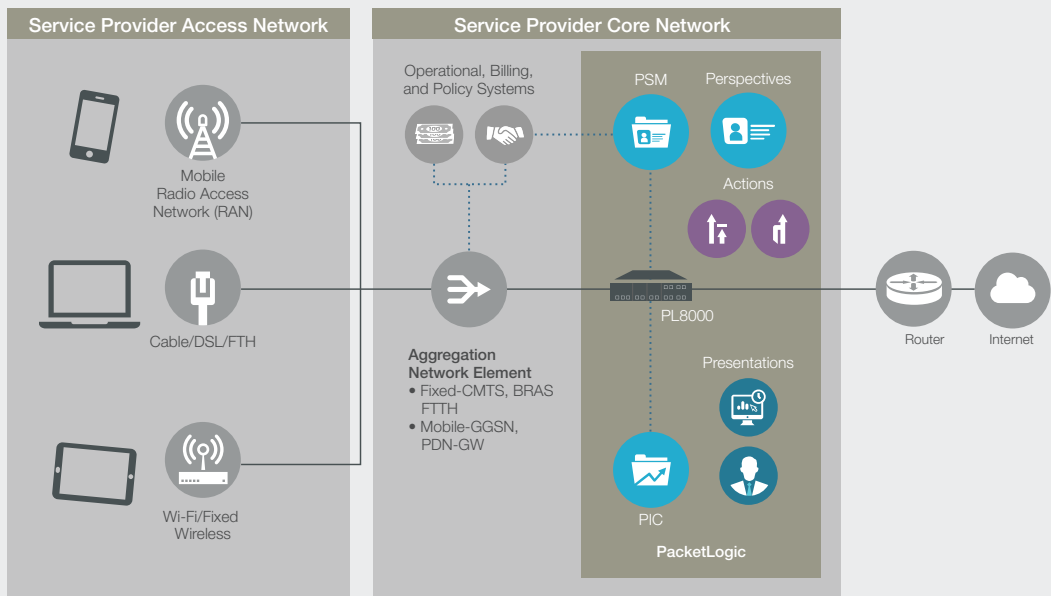 Service Provider Access Network
Service Provider Core Network
Mobile
Radio Access
Network (RAN)
Cable/DSL/FTH
Wi-Fi/Fixed
Wireless
Operational, Billing,
and Policy Systems
Aggregation
Network Element
• Fixed-CMTS, BRAS
FTTH
• Mobile-GGSN,
PDN-GW
PSM
Perspectives
Actions
PL8000
Presentations
PIC
PacketLogic
Router
Internet